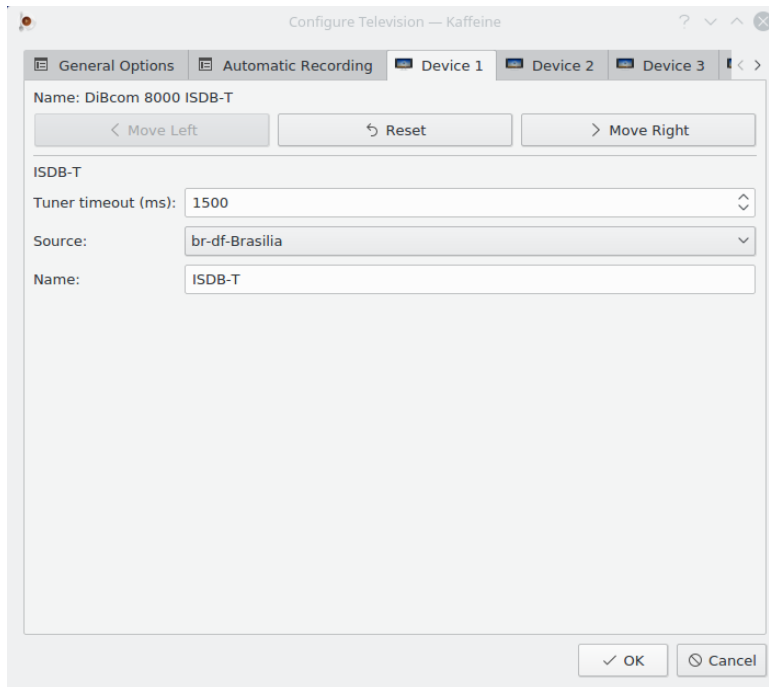 Configure Television — Kaffeine
General Options Automatic Recording Device 1 Device 2 Device 3
Name: DiBcom 8000 ISDB-T
Move Left Reset Move Right
ISDB-T
Tuner timeout (ms): 1500
Source: br-df-Brasilia
Name: ISDB-T
OK Cancel